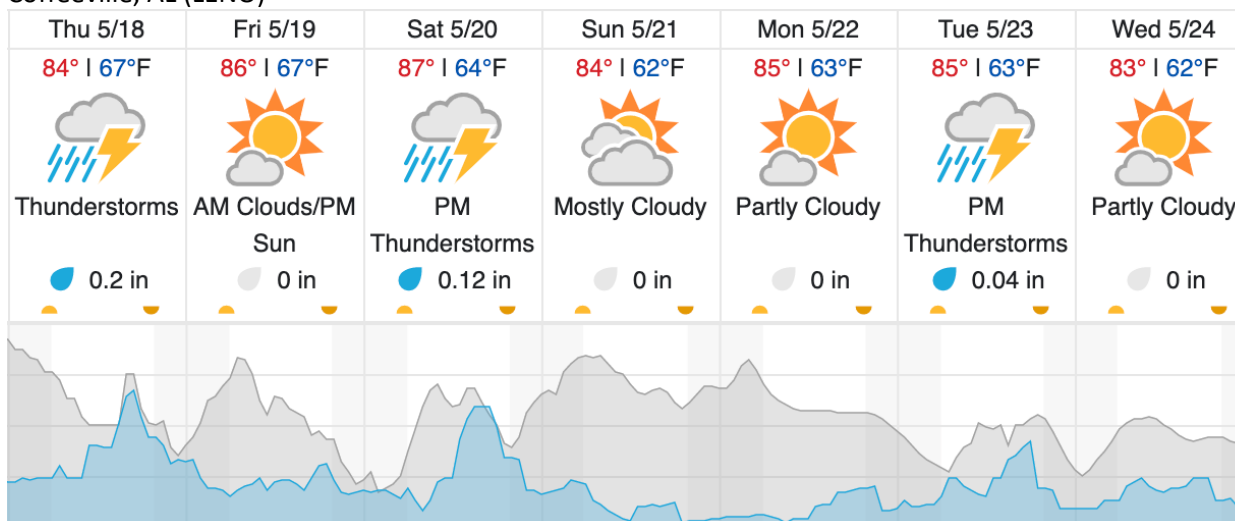 Thu 5/18 Fri 5/19 Sat 5/20 Sun 5/21 Mon 5/22 Tue 5/23 Wed 5/24
84° | 67°F 86° | 67°F 87° | 64°F 84° | 62°F 85° | 63°F 85° | 63°F 83° | 62°F
Thunderstorms AM Clouds/PM PM Mostly Cloudy Partly Cloudy PM Partly Cloudy
Sun Thunderstorms Thunderstorms
0.2 in 0 in 0.12 in 0 in 0 in 0.04 in 0 in